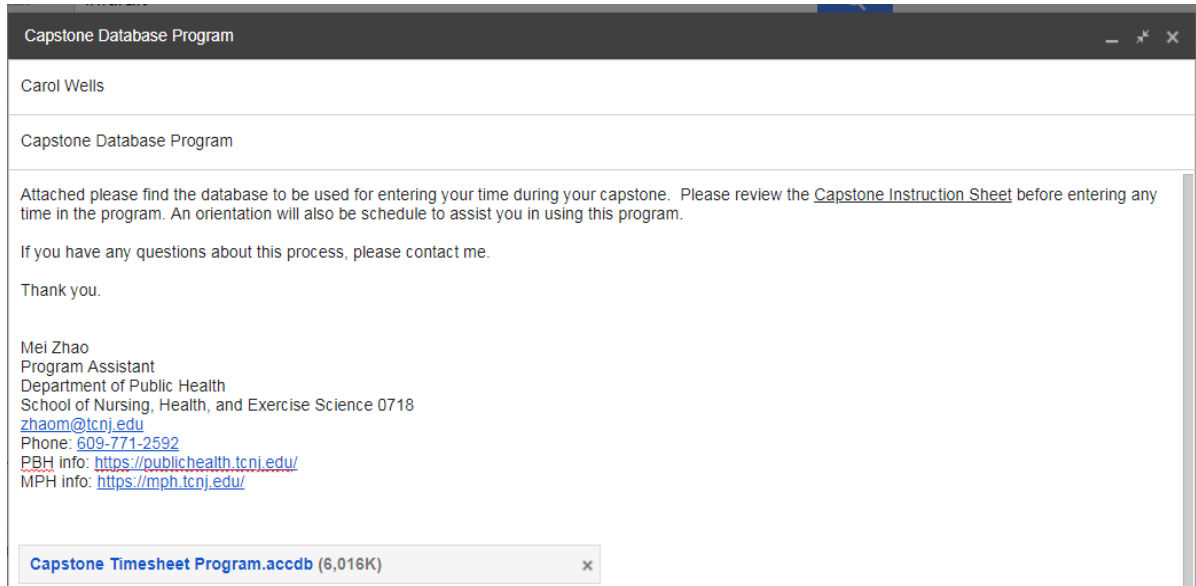 Capstone Database Program
Carol Wells
Capstone Database Program
Attached please find the database to be used for entering your time during your capstone.  Please review the Capstone Instruction Sheet before entering any
time in the program. An orientation will also be schedule to assist you in using this program.
If you have any questions about this process, please contact me.
Thank you.
Mei Zhao
Program Assistant
Department of Public Health
School of Nursing, Health, and Exercise Science 0718
zhaom@tcnj.edu
Phone: 609-771-2592
PBH info: https://publichealth.tcnj.edu/
MPH info: https://mph.tcnj.edu/
Capstone Timesheet Program.accdb (6,016K)